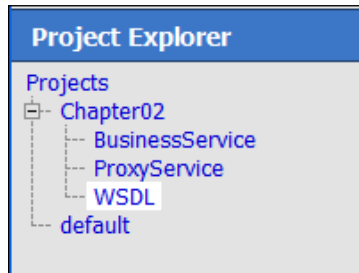 Project Explorer
Projects
Chapter02
BusinessService
ProxyService
WSDL
default